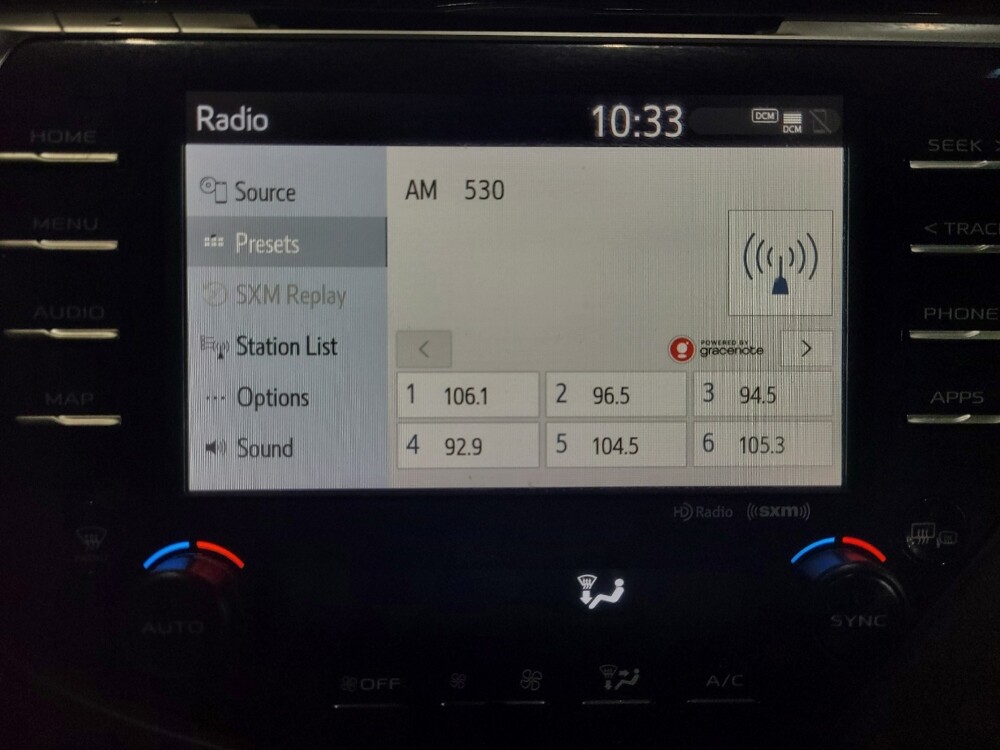 Radio 10:33 DCM DCM
HOME
MENU
AUDIO
MAP
Source
Presets
SXM Replay
Station List
Options
Sound
AM 530
POWERED BY
gracenote
1 106.1 2 96.5 3 94.5
4 92.9 5 104.5 6 105.3
SEEK >
< TRACK
PHONE
APPS
HD Radio ((sxm))
AUTO
SYNC
OFF
A/C